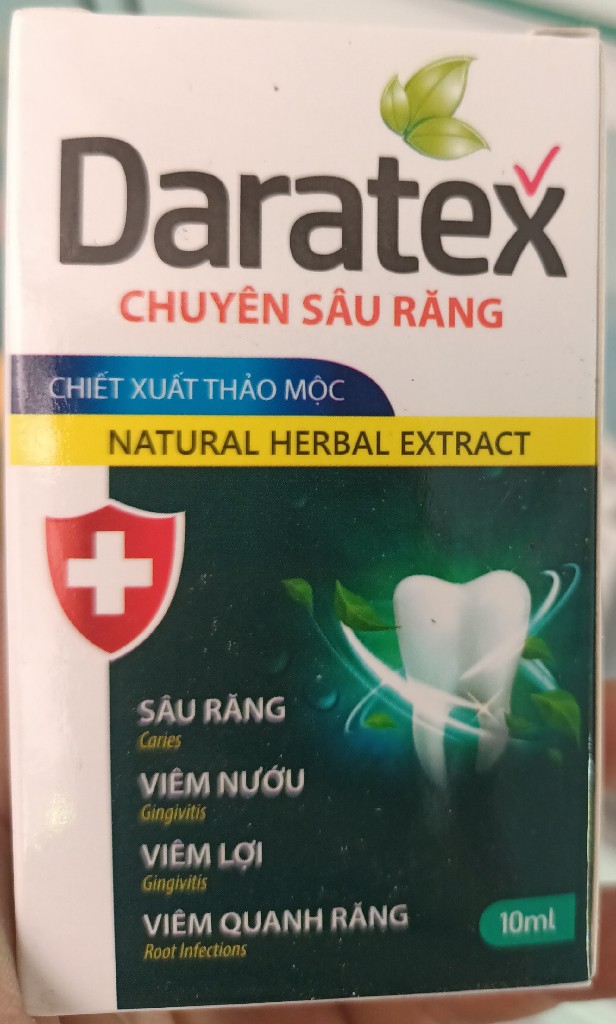 Daratex
CHUYÊN SÂU RĂNG
CHIẾT XUẤT THẢO MỘC
NATURAL HERBAL EXTRACT
SÂU RĂNG
Caries
VIÊM NƯỚU
Gingivitis
VIÊM LỢI
Gingivitis
VIÊM QUANH RĂNG
Root Infections
10ml